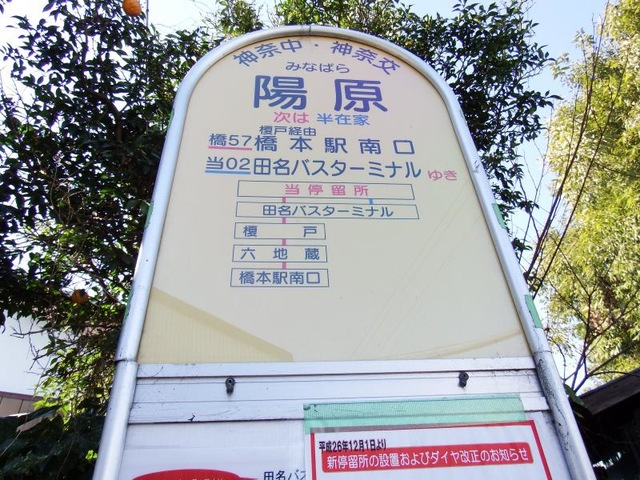 神奈中・神奈交
みなばら
陽原
次は 半在家
榎戸経由
橋57橋本駅南口
当02田名バスターミナル ゆき
当停留所
田名バスターミナル
榎戸
六地蔵
橋本駅南口
平成26年12月1日より
新停留所の設置およびダイヤ改正のお知らせ
田名バス